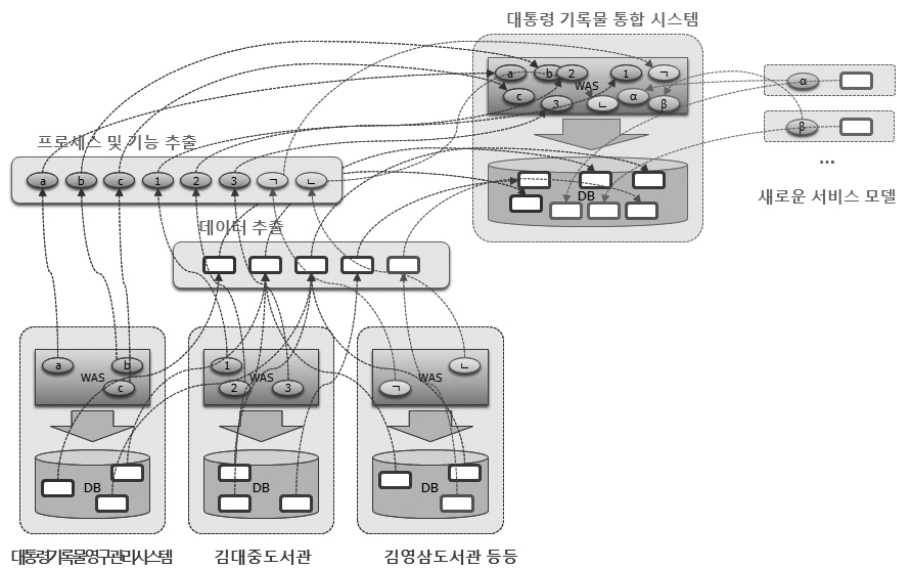 대통령 기록물 통합 시스템
a
b
2
1
ㄱ
c
WAS
α
3
ㄴ
β
α
β
...
새로운 서비스 모델
DB
프로세스 및 기능 추출
a
b
c
1
2
3
ㄱ
ㄴ
데이터 추출
a
b
WAS
c
DB
대통령기록물영구관리시스템
1
WAS
2
3
DB
김대중도서관
ㄴ
WAS
ㄱ
DB
김영삼도서관 등등